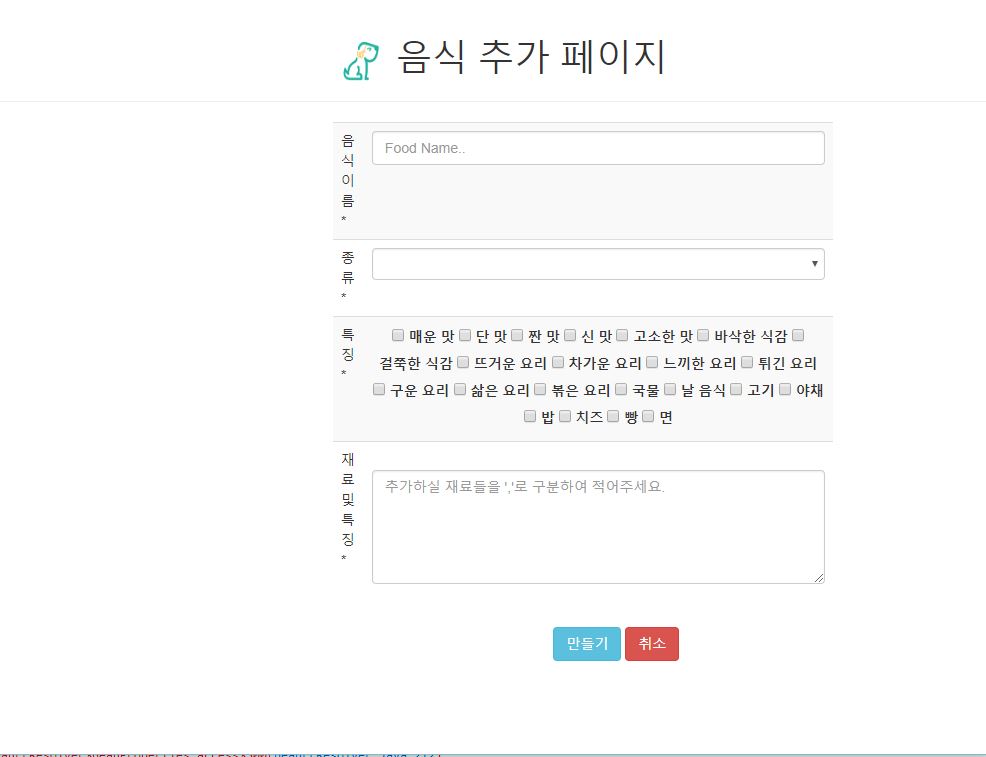 음식 추가 페이지
음
식
이
름
*
Food Name..
종
류
*
특
징
*
매운 맛 단 맛 짠 맛 신 맛 고소한 맛 바삭한 식감
걸쭉한 식감 뜨거운 요리 차가운 요리 느끼한 요리 튀긴 요리
구운 요리 삶은 요리 볶은 요리 국물 날 음식 고기 야채
밥 치즈 빵 면
재
료
및
특
징
*
추가하실 재료들을 ','로 구분하여 적어주세요.
만들기 취소